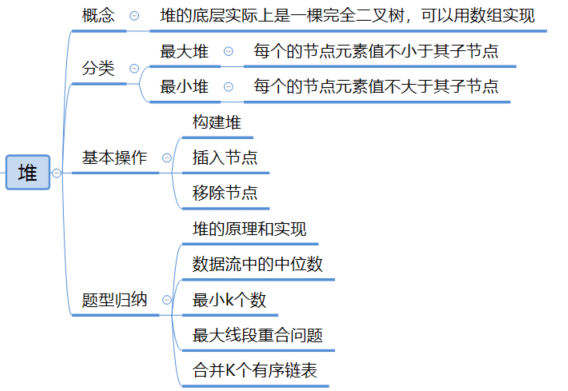 堆
概念
堆的底层实际上是一棵完全二叉树，可以用数组实现
分类
最大堆
每个的节点元素值不小于其子节点
最小堆
每个的节点元素值不大于其子节点
基本操作
构建堆
插入节点
移除节点
题型归纳
堆的原理和实现
数据流中的中位数
最小k个数
最大线段重合问题
合并K个有序链表